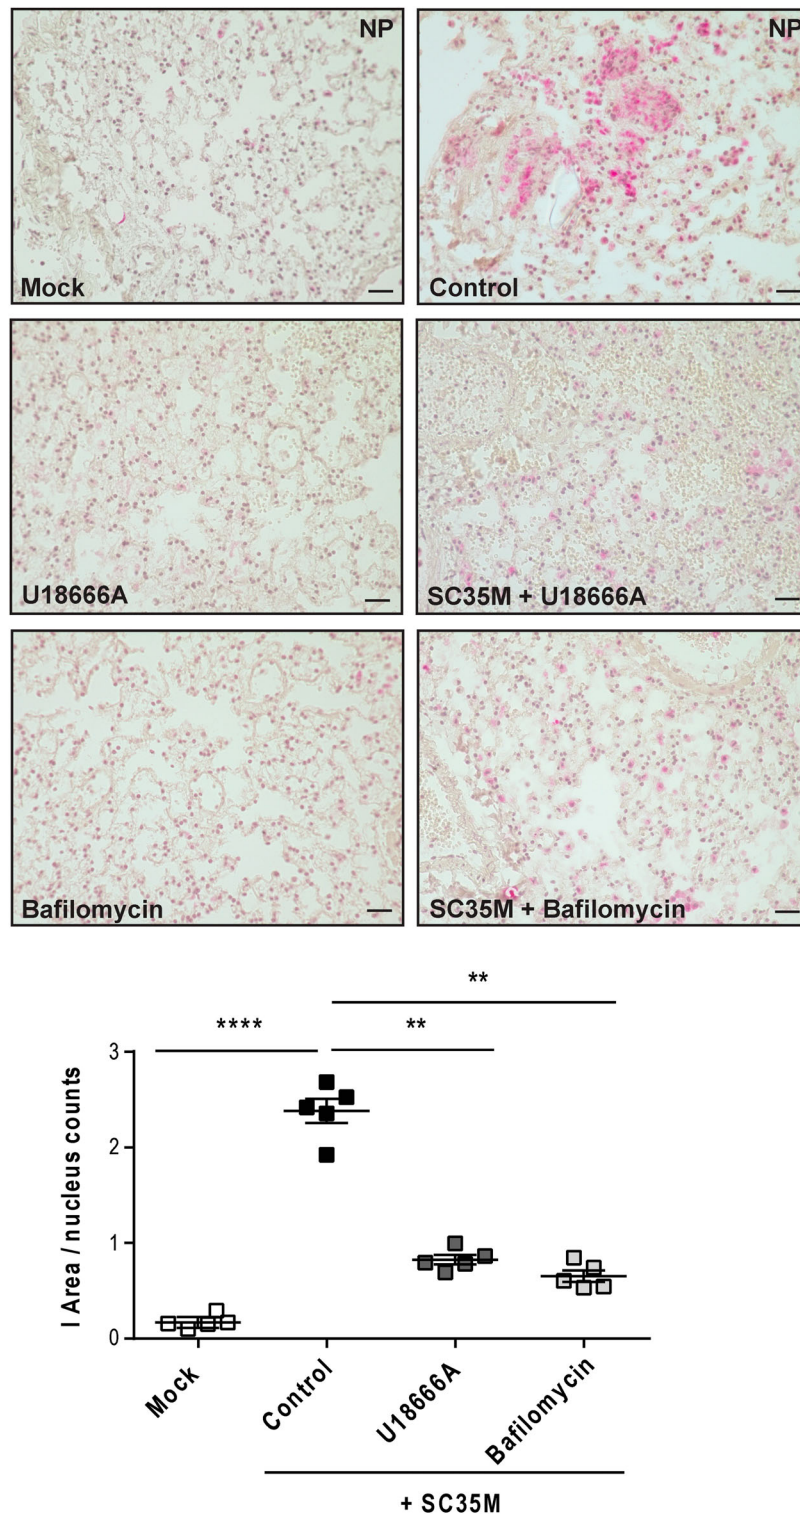 NP
NP
Mock
Control
U18666A
SC35M + U18666A
Bafilomycin
SC35M + Bafilomycin
**
**** **
I Area / nucleus counts
3
2
1
0
Mock
Control
U18666A
Bafilomycin
+ SC35M